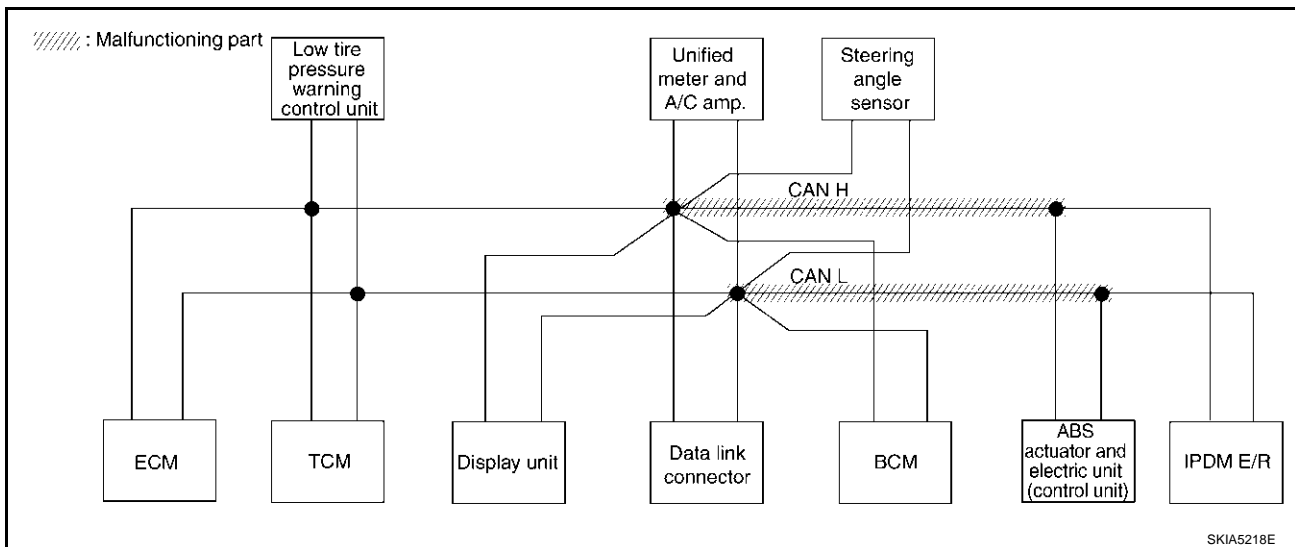 : Malfunctioning part
Low tire
pressure
warning
control unit
Unified
meter and
A/C amp.
Steering
angle
sensor
CAN H
CAN L
ECM
TCM
Display unit
Data link
connector
BCM
ABS
actuator and
electric unit
(control unit)
IPDM E/R
SKIA5218E